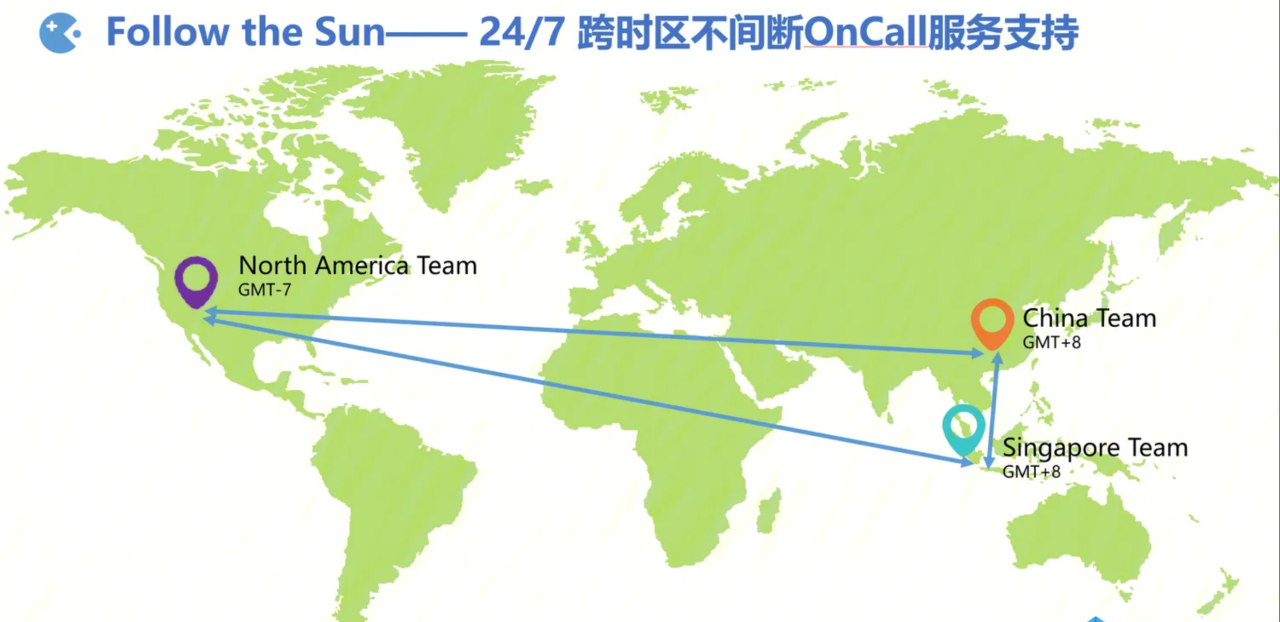 Follow the Sun—— 24/7 跨时区不间断OnCall服务支持
North America Team
GMT-7
China Team
GMT+8
Singapore Team
GMT+8